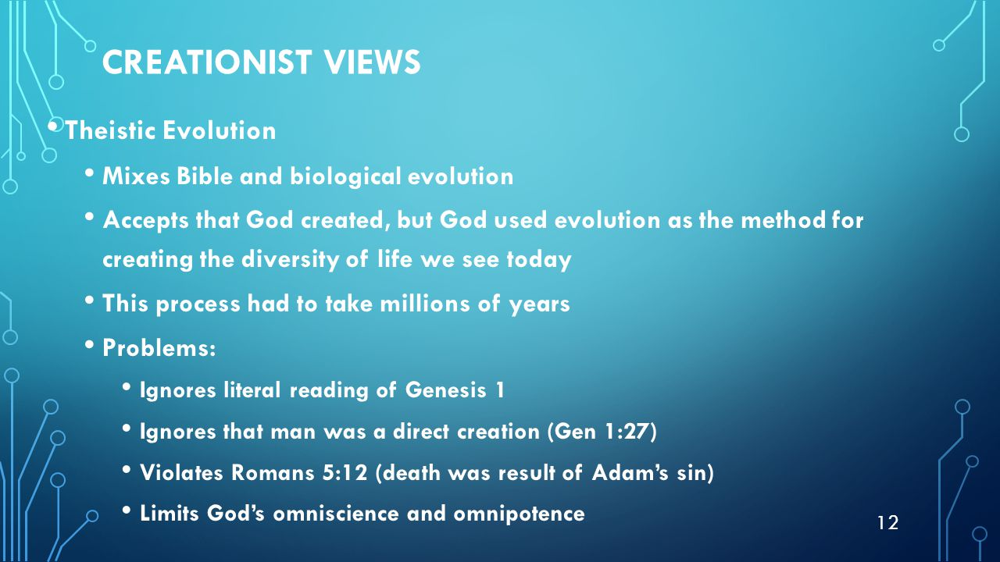 CREATIONIST VIEWS
• Theistic Evolution
• Mixes Bible and biological evolution
• Accepts that God created, but God used evolution as the method for
creating the diversity of life we see today
• This process had to take millions of years
• Problems:
• Ignores literal reading of Genesis 1
• Ignores that man was a direct creation (Gen 1:27)
• Violates Romans 5:12 (death was result of Adam’s sin)
• Limits God’s omniscience and omnipotence
12